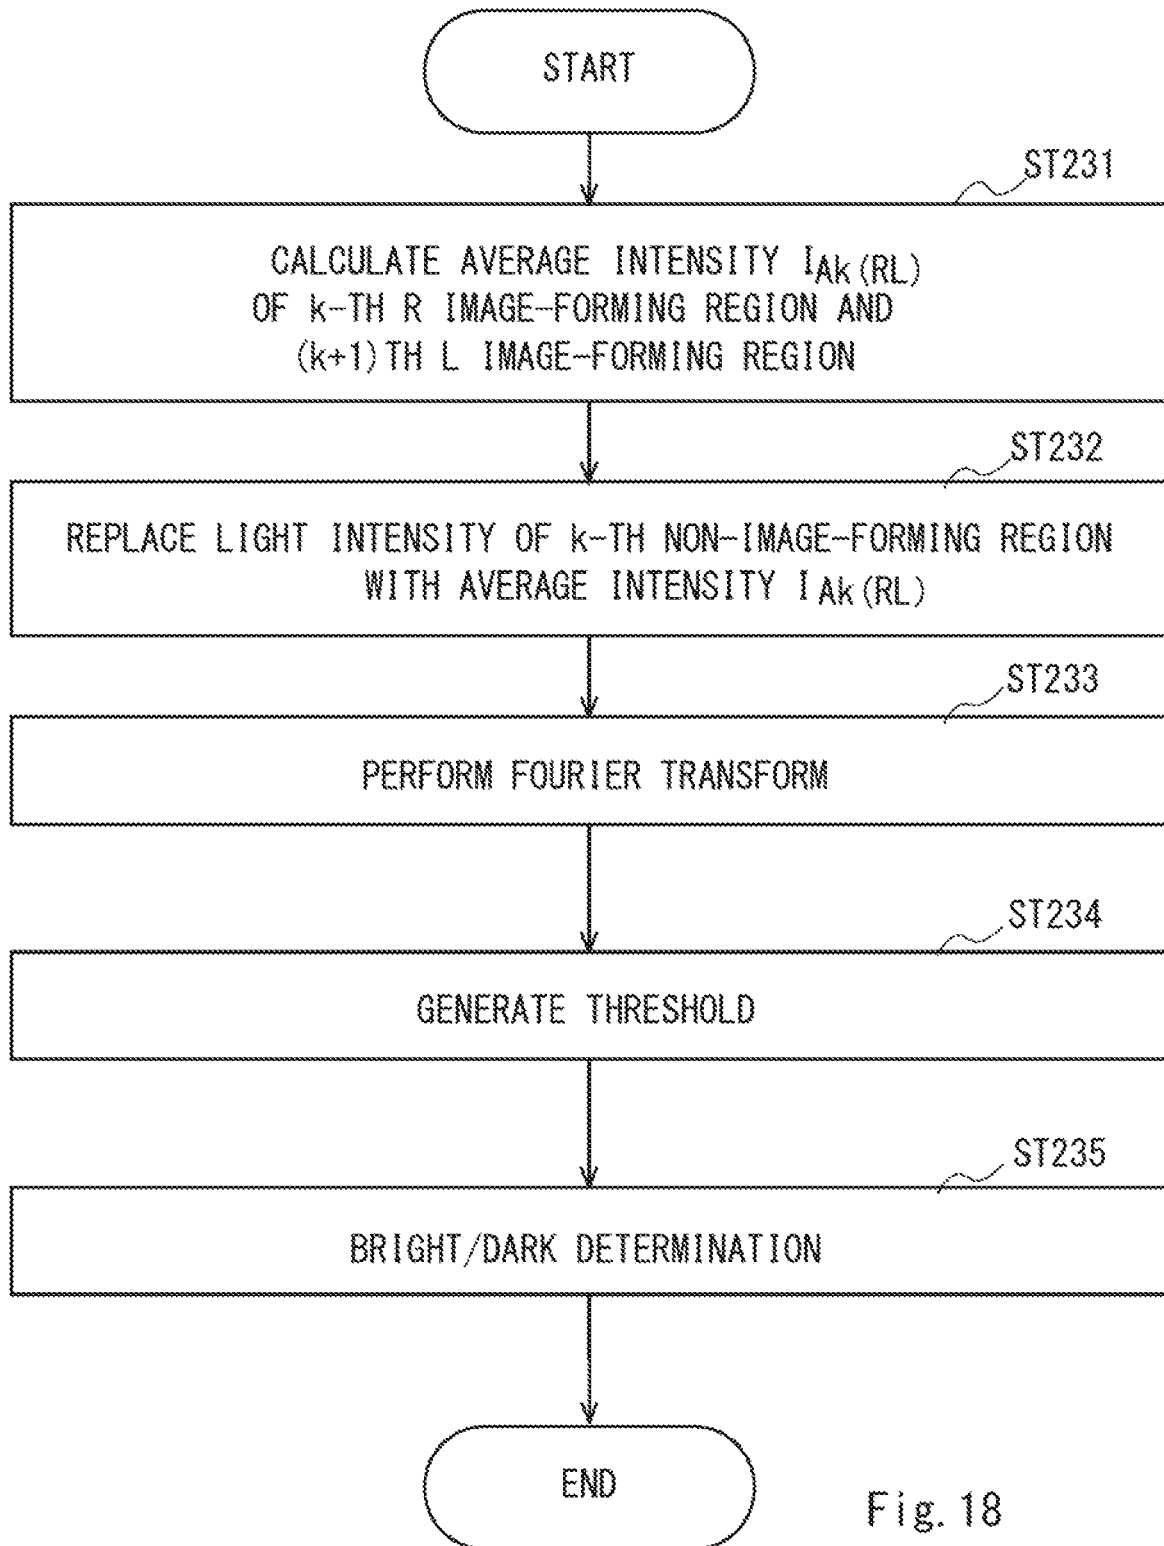 START
ST231
CALCULATE AVERAGE INTENSITY IAk(RL)
OF k-TH R IMAGE-FORMING REGION AND
(k+1)TH L IMAGE-FORMING REGION
ST232
REPLACE LIGHT INTENSITY OF k-TH NON-IMAGE-FORMING REGION
WITH AVERAGE INTENSITY IAk(RL)
ST233
PERFORM FOURIER TRANSFORM
ST234
GENERATE THRESHOLD
ST235
BRIGHT/DARK DETERMINATION
END
Fig. 18